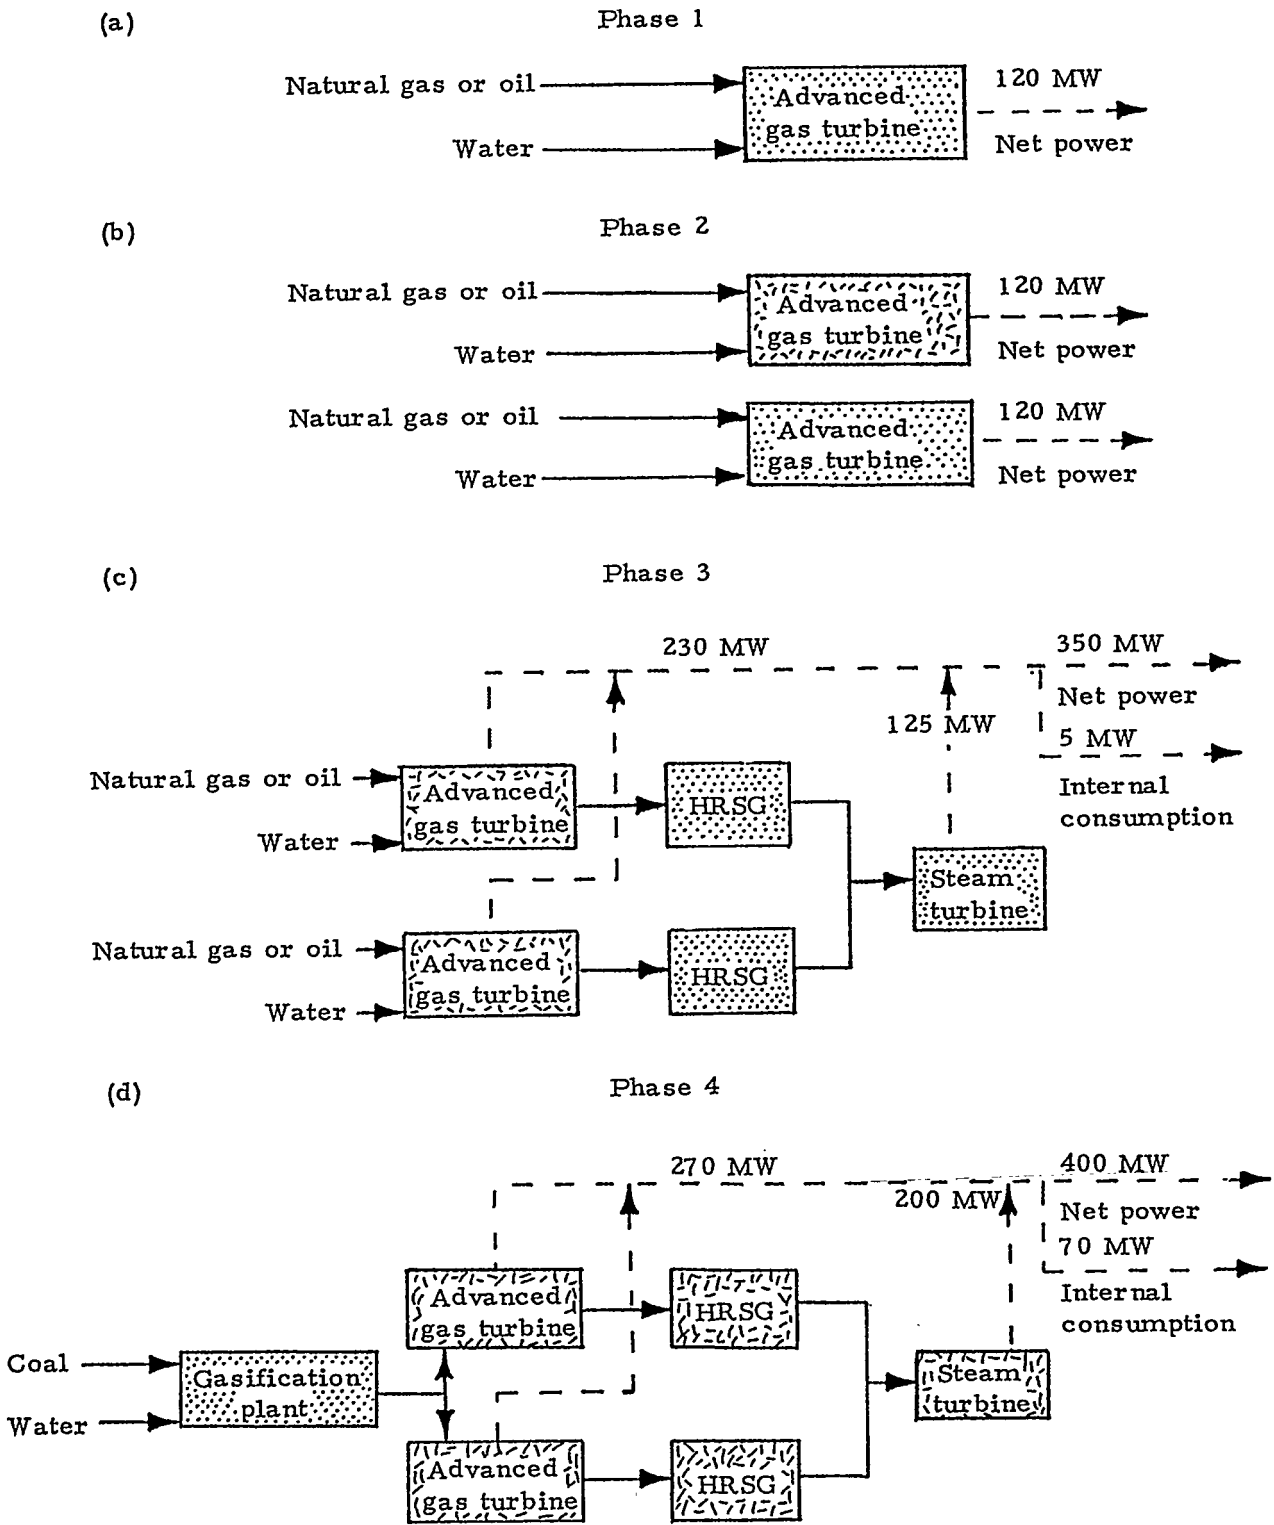 (a)
Phase 1
Natural gas or oil
Water
Advanced
gas turbine
120 MW
Net power
(b)
Phase 2
Natural gas or oil
Water
Advanced
gas turbine
120 MW
Net power
Natural gas or oil
Water
Advanced
gas turbine
120 MW
Net power
(c)
Phase 3
230 MW
350 MW
Net power
125 MW
5 MW
Internal
consumption
Natural gas or oil
Water
Advanced
gas turbine
HRSG
Steam
turbine
Natural gas or oil
Water
Advanced
gas turbine
HRSG
(d)
Phase 4
270 MW
400 MW
200 MW
Net power
70 MW
Internal
consumption
Advanced
gas turbine
HRSG
Coal
Water
Gasification
plant
Steam
turbine
Advanced
gas turbine
HRSG